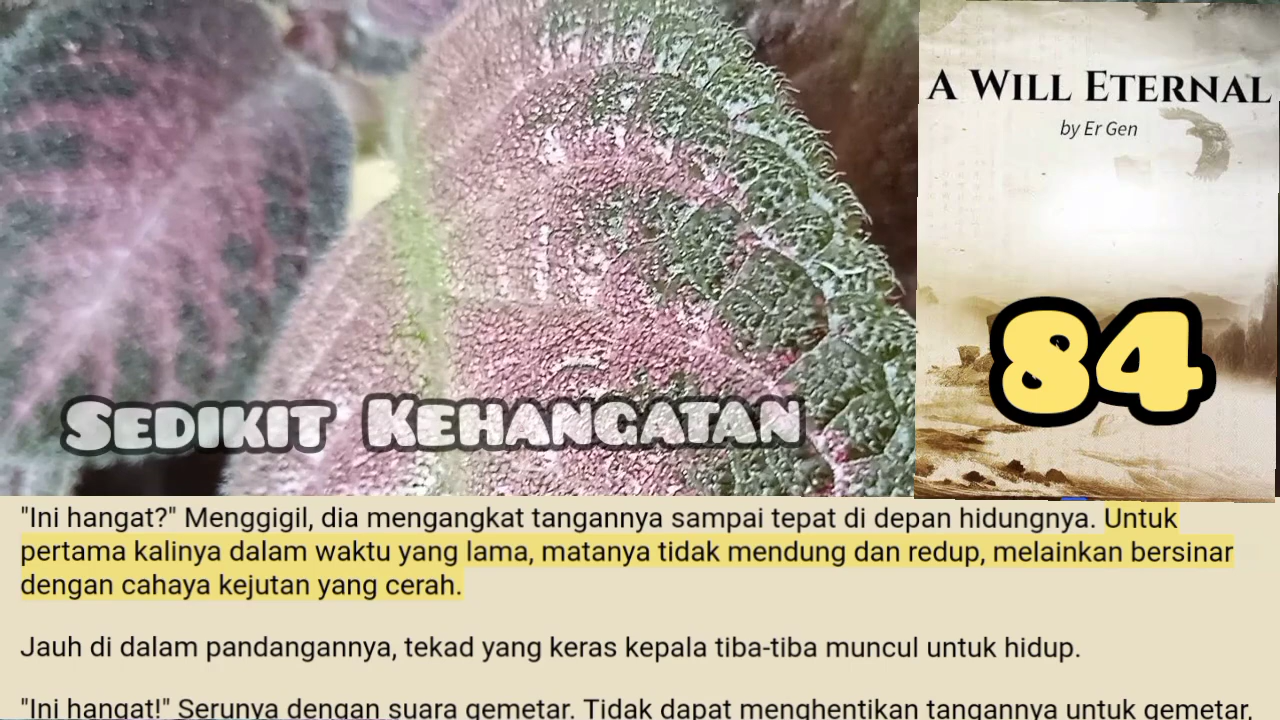 A WILL ETERNAL
by Er Gen
84
SEDIKIT KEHANGATAN
"Ini hangat?" Menggigil, dia mengangkat tangannya sampai tepat di depan hidungnya. Untuk
pertama kalinya dalam waktu yang lama, matanya tidak mendung dan redup, melainkan bersinar
dengan cahaya kejutan yang cerah.
Jauh di dalam pandangannya, tekad yang keras kepala tiba-tiba muncul untuk hidup.
"Ini hangat!" Serunya dengan suara gemetar. Tidak dapat menghentikan tangannya untuk gemetar,